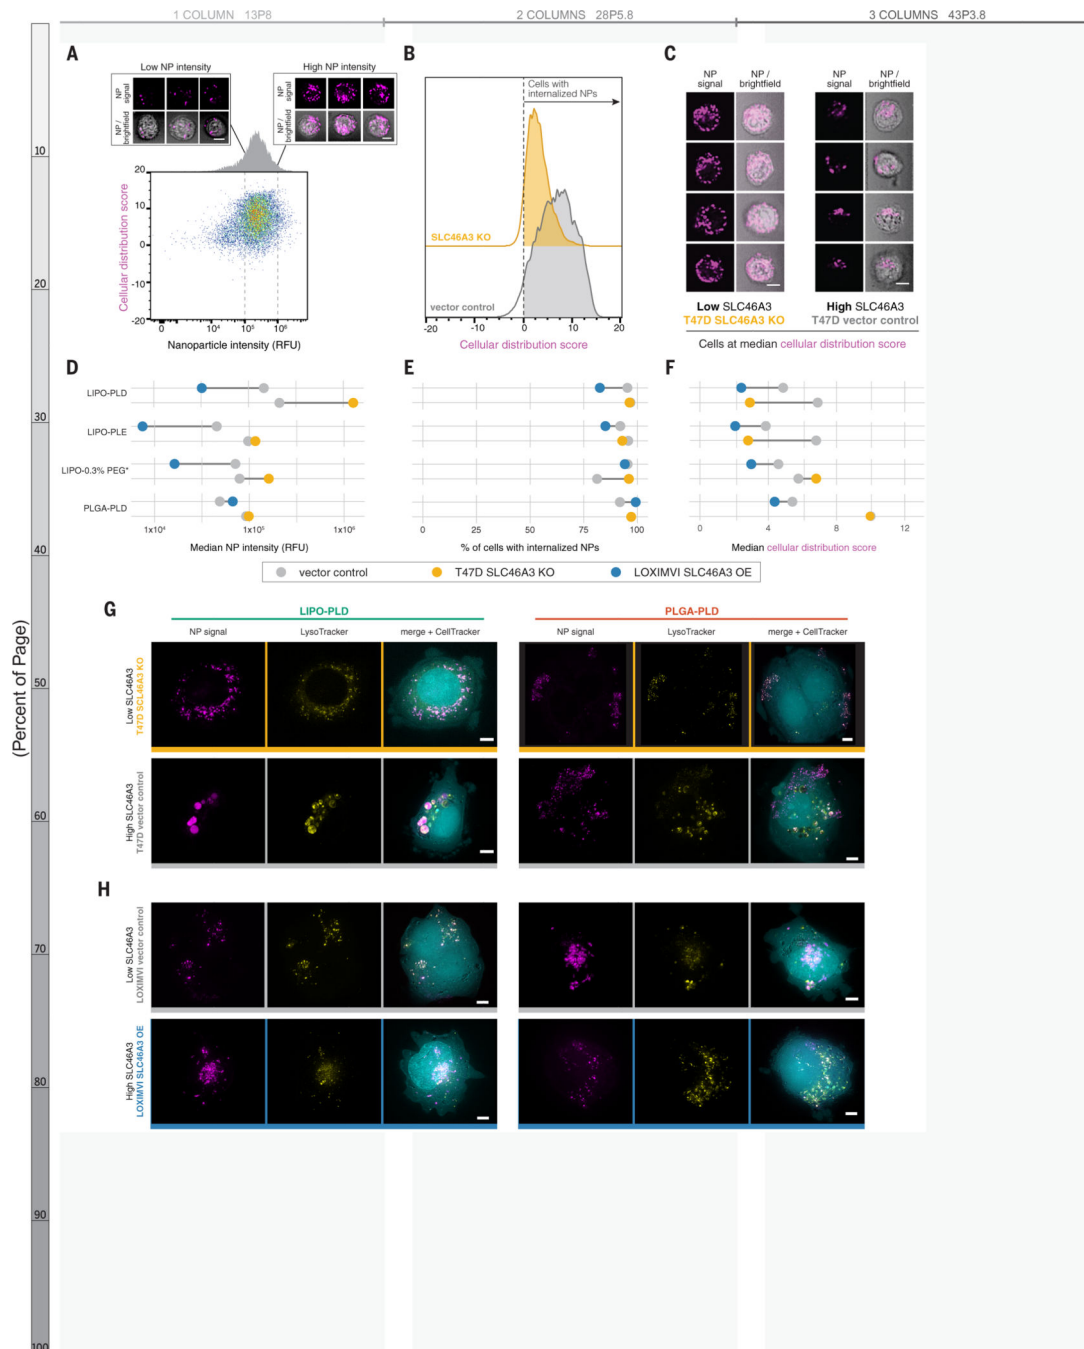 1 COLUMN 13P8
2 COLUMNS 28P5.8
3 COLUMNS 43P3.8
(Percent of Page)
10
20
30
40
50
60
70
80
90
100
A
Low NP intensity
High NP intensity
NP signal
NP / brightfield
NP signal
NP / brightfield
Cellular distribution score
20
10
0
-10
-20
0
10⁴
10⁵
10⁶
Nanoparticle intensity (RFU)
B
Cells with
internalized NPs
SLC46A3 KO
vector control
-20
-10
0
10
20
Cellular distribution score
C
NP signal
NP / brightfield
NP signal
NP / brightfield
Low SLC46A3
T47D SLC46A3 KO
High SLC46A3
T47D vector control
Cells at median cellular distribution score
D
LIPO-PLD
LIPO-PLE
LIPO-0.3% PEG*
PLGA-PLD
1x10⁴
1x10⁵
1x10⁶
Median NP intensity (RFU)
E
0
25
50
75
100
% of cells with internalized NPs
F
0
4
8
12
Median cellular distribution score
vector control
T47D SLC46A3 KO
LOXIMVI SLC46A3 OE
G
LIPO-PLD
PLGA-PLD
NP signal
LysoTracker
merge + CellTracker
NP signal
LysoTracker
merge + CellTracker
Low SLC46A3
T47D SCL46A3 KO
High SLC46A3
T47D vector control
H
Low SLC46A3
LOXIMVI vector control
High SLC46A3
LOXIMVI SLC46A3 OE